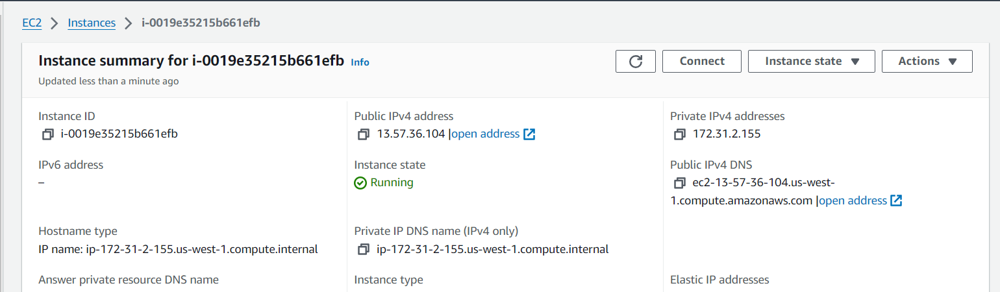 EC2 > Instances > i-0019e35215b661efb
Instance summary for i-0019e35215b661efb Info
Updated less than a minute ago
Connect
Instance state
Actions
Instance ID
i-0019e35215b661efb
Public IPv4 address
13.57.36.104 |open address
Private IPv4 addresses
172.31.2.155
IPv6 address
–
Instance state
Running
Public IPv4 DNS
ec2-13-57-36-104.us-west-
1.compute.amazonaws.com |open address
Hostname type
IP name: ip-172-31-2-155.us-west-1.compute.internal
Private IP DNS name (IPv4 only)
ip-172-31-2-155.us-west-1.compute.internal
Answer private resource DNS name
Instance type
Elastic IP addresses